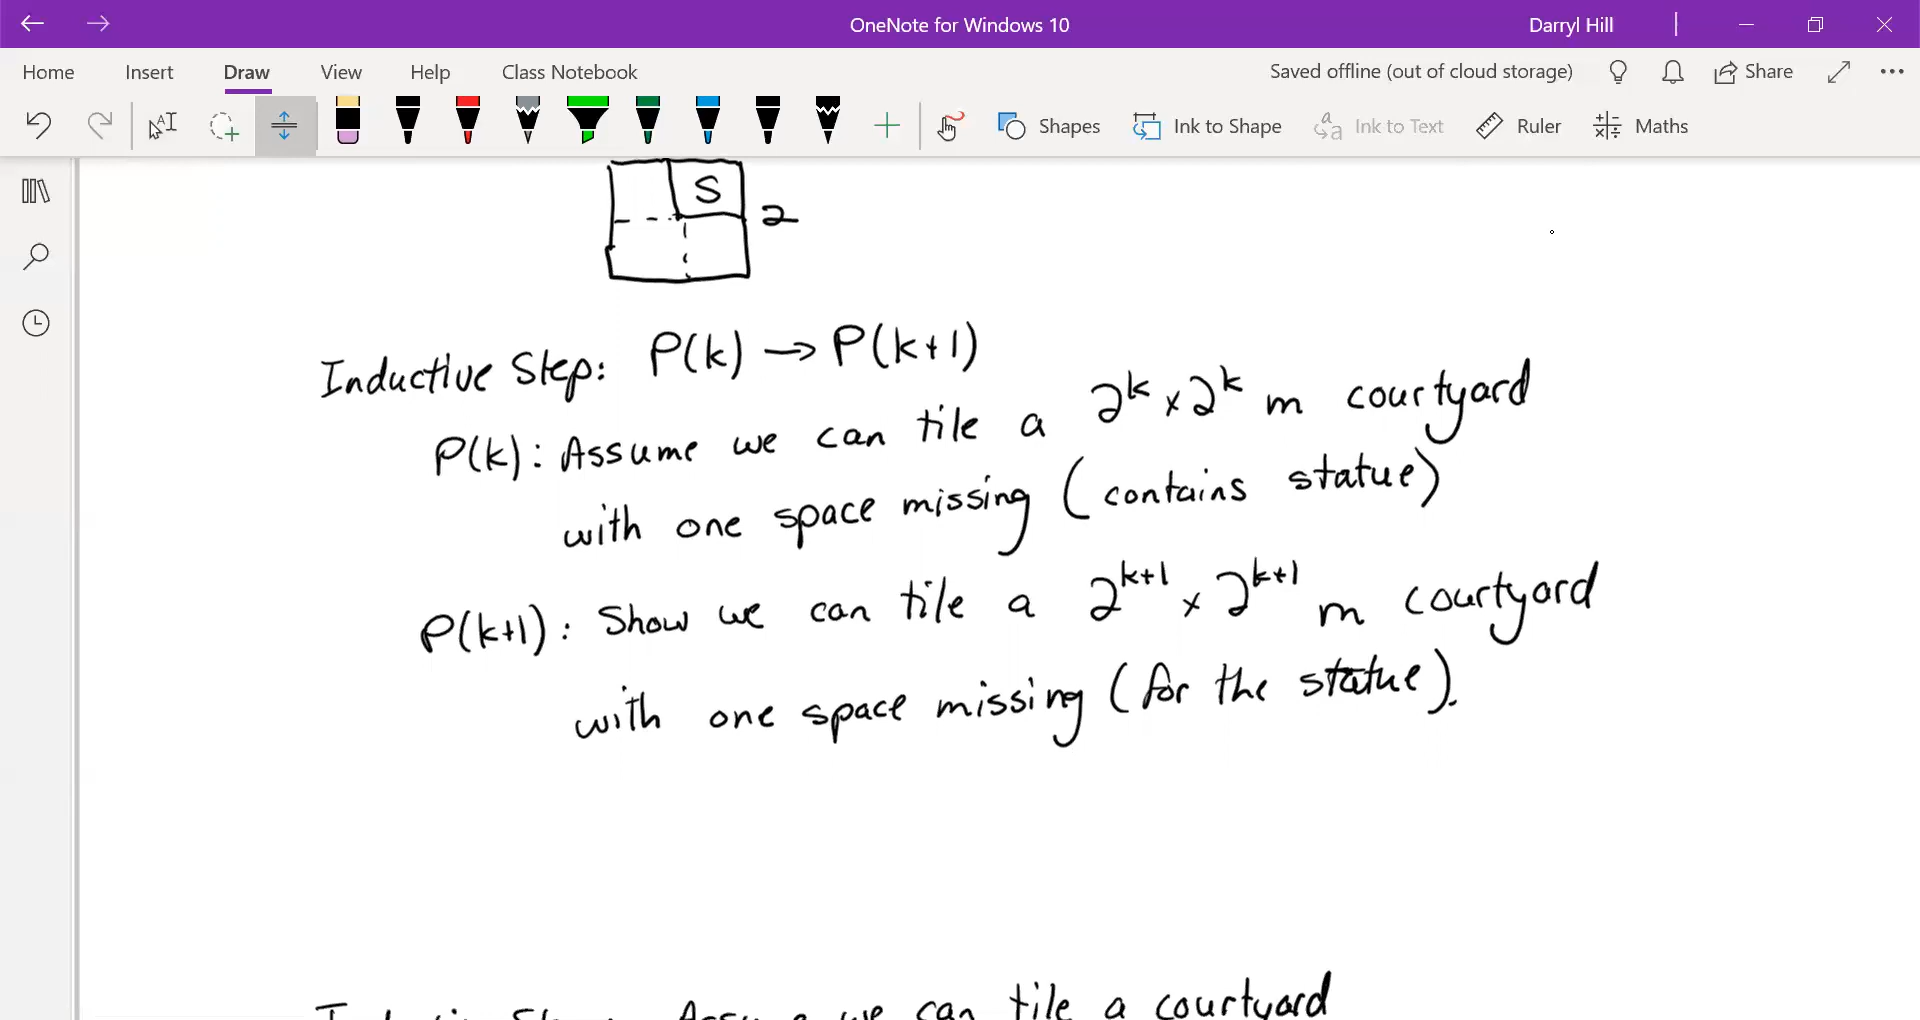 OneNote for Windows 10
Darryl Hill
Home Insert Draw View Help Class Notebook
Saved offline (out of cloud storage) Share
Shapes Ink to Shape Ink to Text Ruler Maths
S
2
Inductive Step: P(k) → P(k+1)
P(k): Assume we can tile a 2^k x 2^k m courtyard
with one space missing (contains statue)
P(k+1): Show we can tile a 2^{k+1} x 2^{k+1} m courtyard
with one space missing (for the statue).
we can tile a courtyard